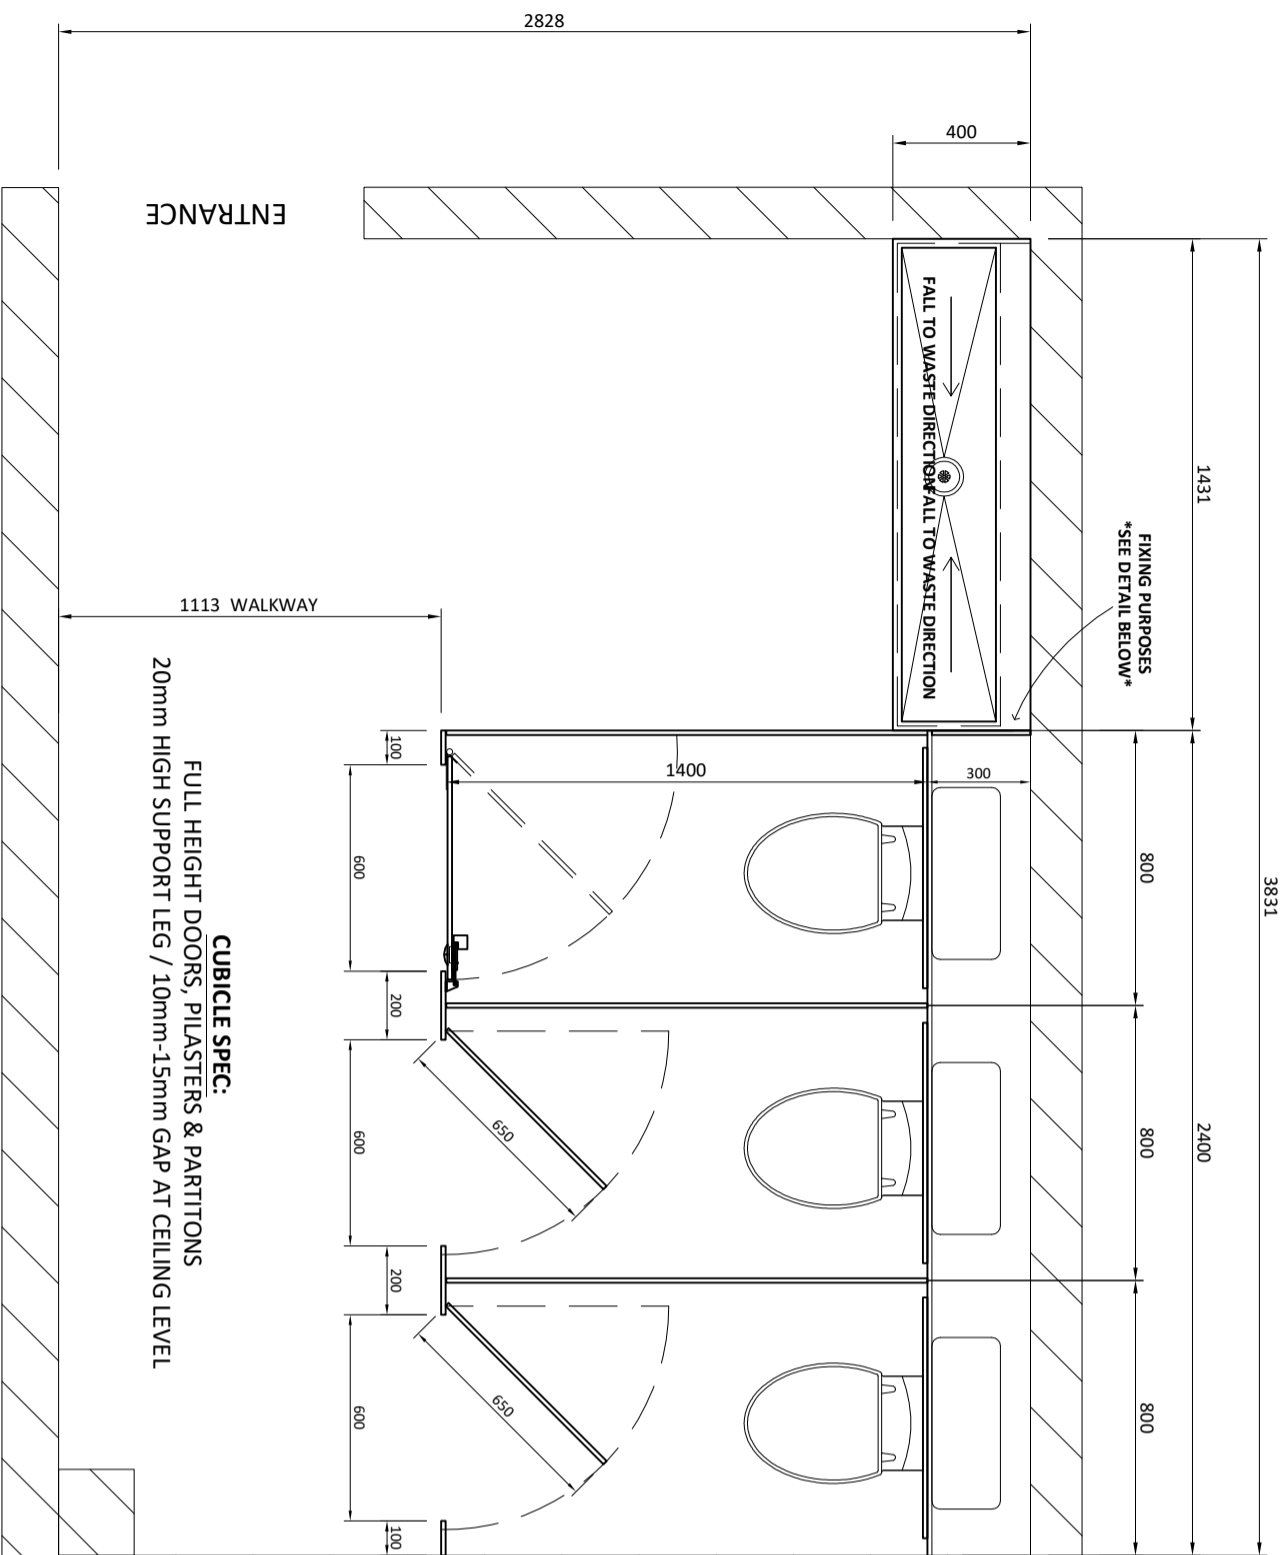 2828
400
ENTRANCE
3831
1431
FIXING PURPOSES
*SEE DETAIL BELOW*
FALL TO WASTE DIRECTION
FALL TO WASTE DIRECTION
1113 WALKWAY
2400
800
800
800
300
1400
100
600
200
600
200
600
100
650
650
CUBICLE SPEC:
FULL HEIGHT DOORS, PILASTERS & PARTITONS
20mm HIGH SUPPORT LEG / 10mm-15mm GAP AT CEILING LEVEL